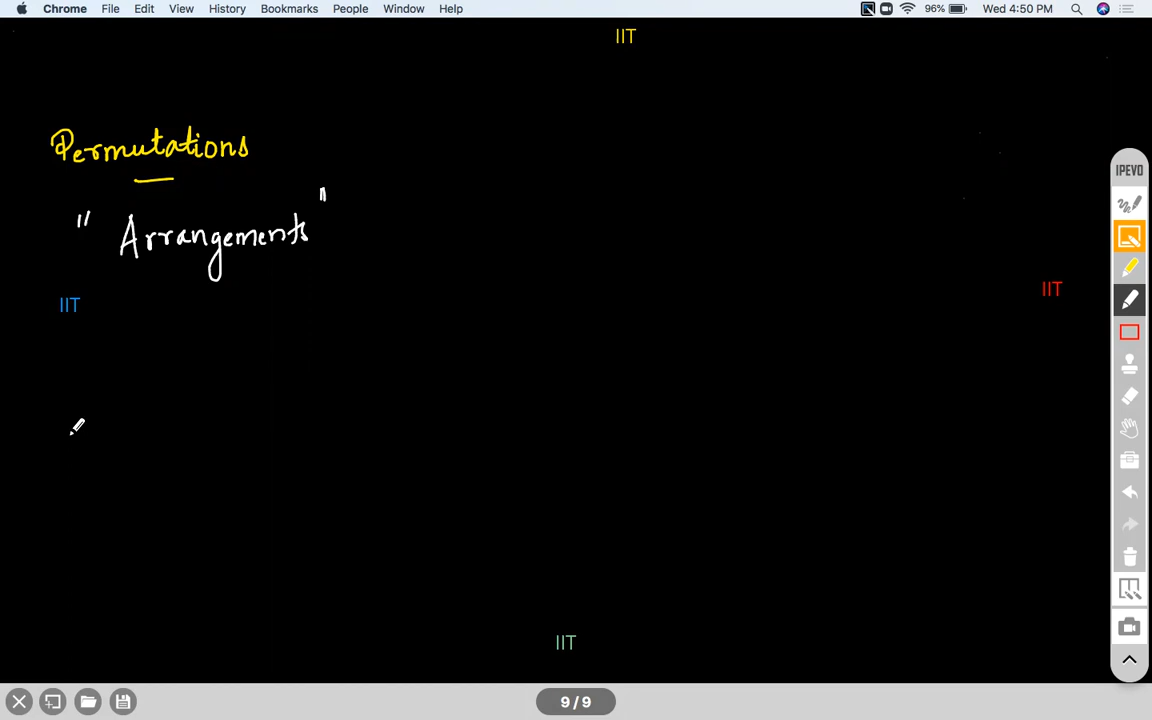 Chrome File Edit View History Bookmarks People Window Help 96% Wed 4:50 PM
IIT
Permutations
" Arrangements "
IPEVO
IIT
IIT
IIT
9 / 9